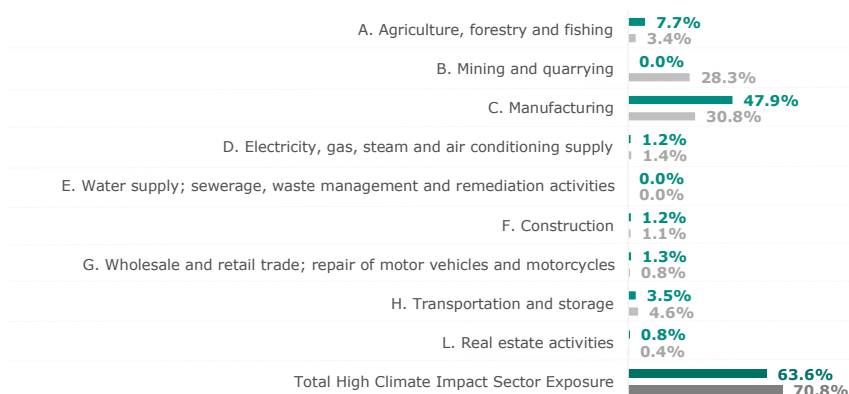 A. Agriculture, forestry and fishing
7.7%
3.4%
B. Mining and quarrying
0.0%
28.3%
C. Manufacturing
47.9%
30.8%
D. Electricity, gas, steam and air conditioning supply
1.2%
1.4%
E. Water supply; sewerage, waste management and remediation activities
0.0%
0.0%
F. Construction
1.2%
1.1%
G. Wholesale and retail trade; repair of motor vehicles and motorcycles
1.3%
0.8%
H. Transportation and storage
3.5%
4.6%
L. Real estate activities
0.8%
0.4%
Total High Climate Impact Sector Exposure
63.6%
70.8%